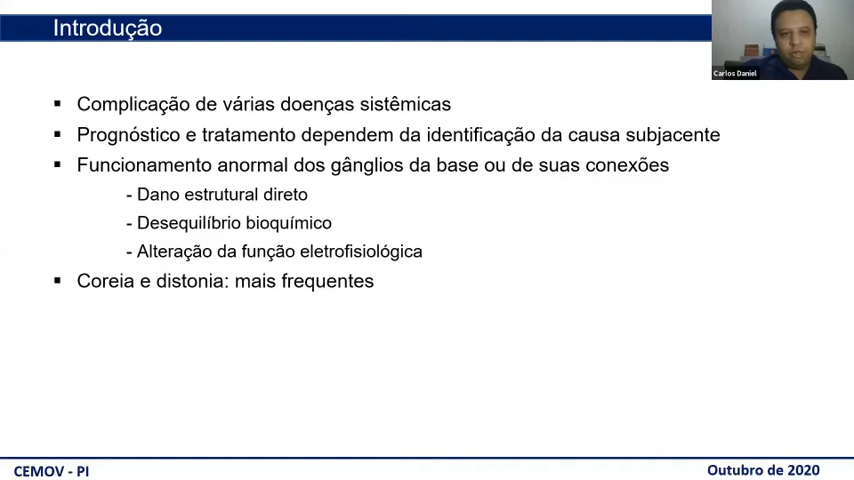 Introdução
Carlos Daniel
▪ Complicação de várias doenças sistêmicas
▪ Prognóstico e tratamento dependem da identificação da causa subjacente
▪ Funcionamento anormal dos gânglios da base ou de suas conexões
- Dano estrutural direto
- Desequilíbrio bioquímico
- Alteração da função eletrofisiológica
▪ Coreia e distonia: mais frequentes
CEMOV - PI
Outubro de 2020